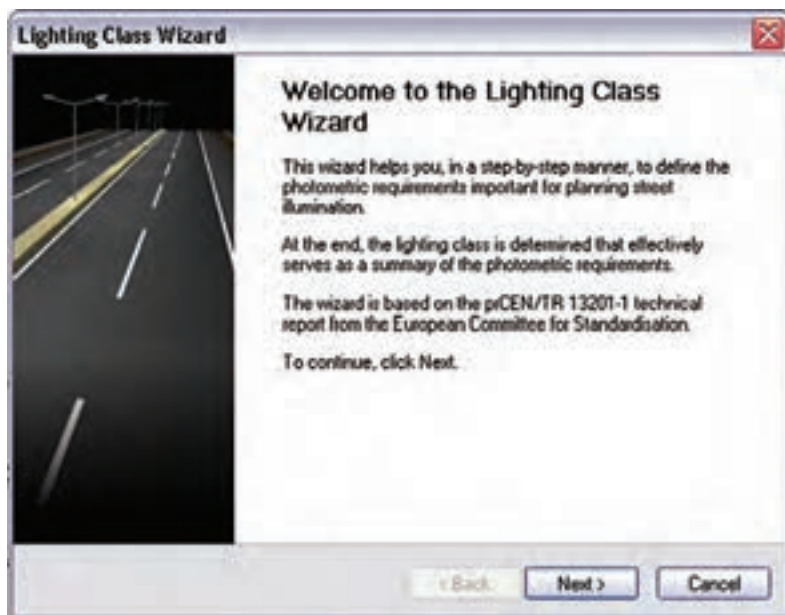 Lighting Class Wizard
Welcome to the Lighting Class
Wizard
This wizard helps you, in a step-by-step manner, to define the
photometric requirements important for planning street
illumination.
At the end, the lighting class is determined that effectively
serves as a summary of the photometric requirements.
The wizard is based on the prCEN/TR 13201-1 technical
report from the European Committee for Standardisation.
To continue, click Next.
< Back
Next >
Cancel